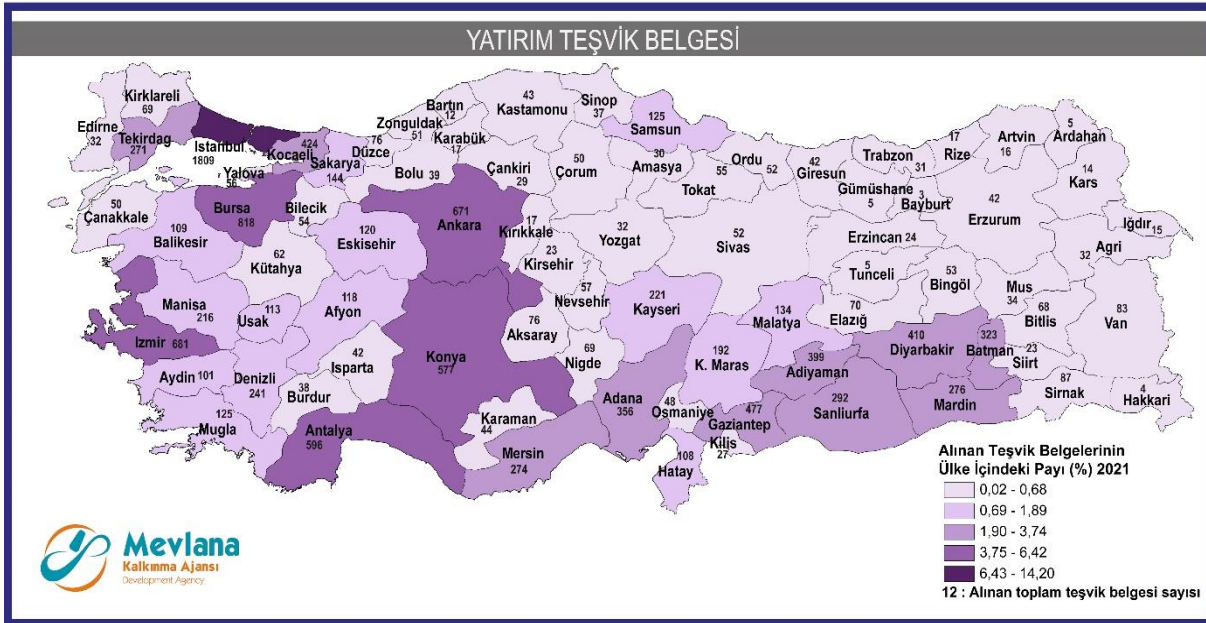 YATIRIM TEŞVİK BELGESİ
Kirklareli
69
Edirne
32
Tekirdag
271
Istanbul
1809
Kocaeli
424
Yalova
56
Sakarya
144
Düzce
76
Zonguldak
51
Bartın
12
Karabük
17
Kastamonu
43
Sinop
37
Samsun
125
Bolu 39
Çankiri
29
Çorum
50
Amasya
30
Tokat
55
Ordu
52
Giresun
42
Trabzon
31
Gümüshane
5
Bayburt
3
Rize
17
Artvin
16
Ardahan
5
Kars
14
Iğdır 15
Agri
32
Erzurum
42
Erzincan 24
Çanakkale
50
Balikesir
109
Bursa
818
Bilecik
54
Eskisehir
120
Kütahya
62
Ankara
671
Kırıkkale
17
Kirsehir
23
Yozgat
32
Sivas
52
Tunceli
5
Bingöl
53
Mus
34
Bitlis
68
Van
83
Manisa
216
Usak 113
Afyon
118
Izmir 681
Aydin 101
Denizli
241
Mugla
125
Burdur
38
Isparta
42
Antalya
596
Konya
577
Aksaray
76
Nevsehir
57
Nigde
69
Kayseri
221
Karaman
44
Mersin
274
Adana
356
Osmaniye
48
K. Maras
192
Malatya
134
Elazığ
70
Adiyaman
399
Diyarbakir
410
Batman
323
Siirt
23
Sirnak
87
Hakkari
4
Mardin
276
Sanliurfa
292
Gaziantep
477
Kilis
27
Hatay
108
Alınan Teşvik Belgelerinin
Ülke İçindeki Payı (%) 2021
0,02 - 0,68
0,69 - 1,89
1,90 - 3,74
3,75 - 6,42
6,43 - 14,20
12 : Alınan toplam teşvik belgesi sayısı
Mevlana
Kalkınma Ajansı
Development Agency